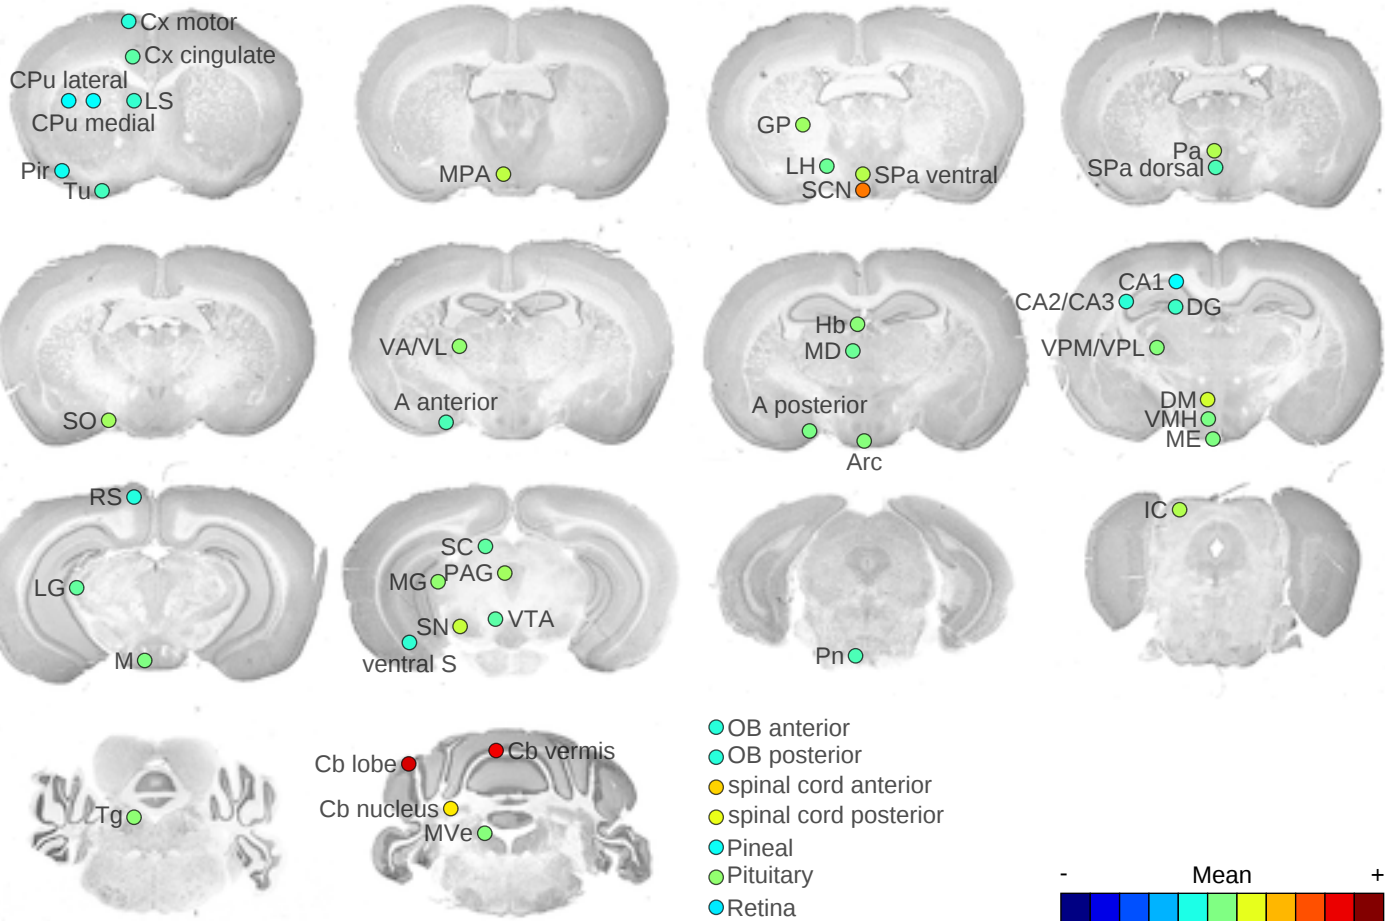 Cx motor
Cx cingulate
CPu lateral
LS
CPu medial
Pir
Tu
MPA
GP
LH
SPa ventral
SCN
Pa
SPa dorsal
SO
VA/VL
A anterior
Hb
MD
A posterior
Arc
CA1
CA2/CA3
DG
VPM/VPL
DM
VMH
ME
RS
LG
M
SC
MG
PAG
SN
VTA
ventral S
Pn
IC
Tg
Cb lobe
Cb vermis
Cb nucleus
MVe
OB anterior
OB posterior
spinal cord anterior
spinal cord posterior
Pineal
Pituitary
Retina
- Mean +